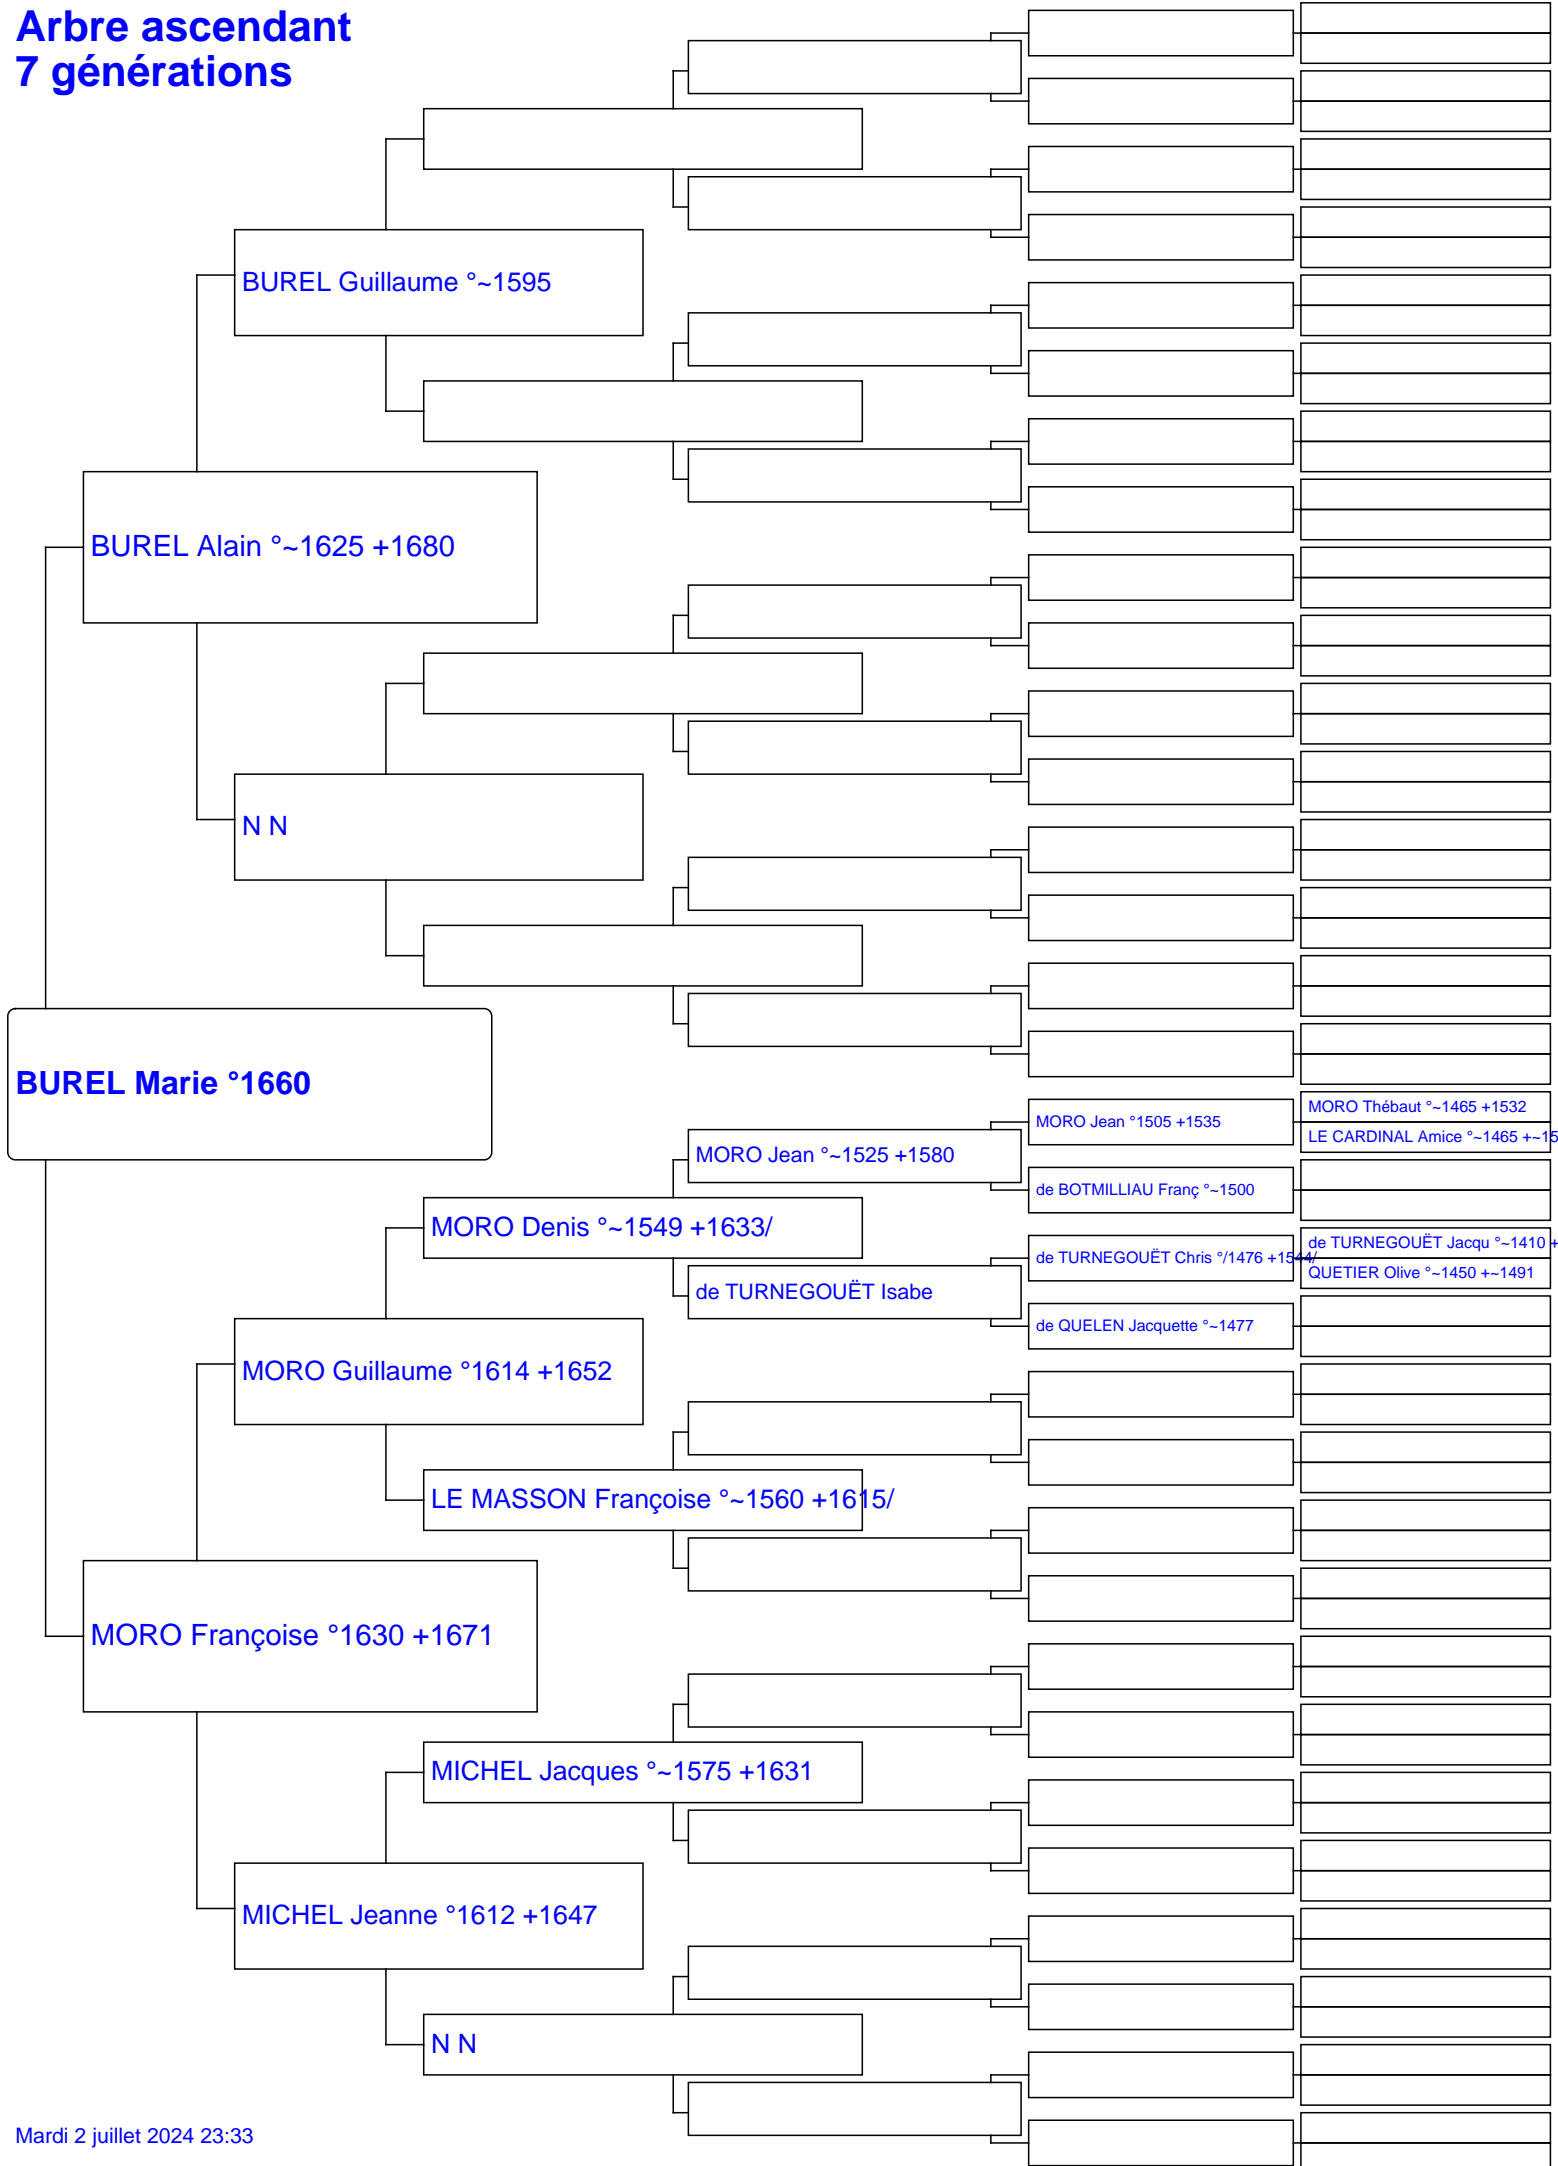 Arbre ascendant
7 générations
BUREL Guillaume °~1595
BUREL Alain °~1625 +1680
N N
BUREL Marie °1660
MORO Thébaut °~1465 +1532
MORO Jean °1505 +1535
LE CARDINAL Amice °~1465 +~15
MORO Jean °~1525 +1580
de BOTMILLIAU Franç °~1500
MORO Denis °~1549 +1633/
de TURNEGOUËT Jacqu °~1410 +
de TURNEGOUËT Chris °/1476 +1544/
QUETIER Olive °~1450 +~1491
de TURNEGOUËT Isabe
de QUELEN Jacquette °~1477
MORO Guillaume °1614 +1652
LE MASSON Françoise °~1560 +1615/
MORO Françoise °1630 +1671
MICHEL Jacques °~1575 +1631
MICHEL Jeanne °1612 +1647
N N
Mardi 2 juillet 2024 23:33